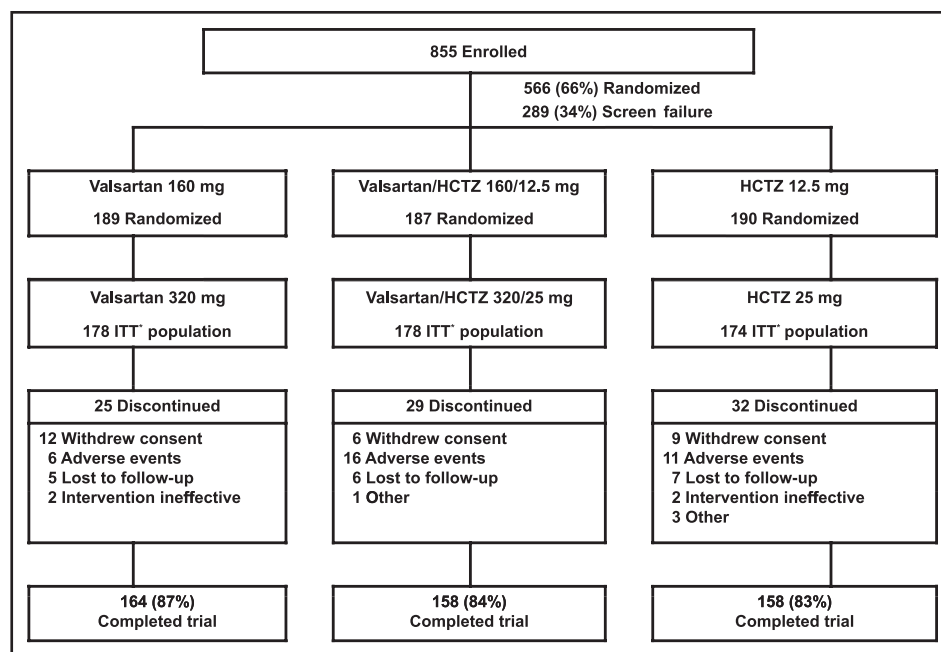 855 Enrolled
566 (66%) Randomized
289 (34%) Screen failure
Valsartan 160 mg
189 Randomized
Valsartan/HCTZ 160/12.5 mg
187 Randomized
HCTZ 12.5 mg
190 Randomized
Valsartan 320 mg
178 ITT* population
Valsartan/HCTZ 320/25 mg
178 ITT* population
HCTZ 25 mg
174 ITT* population
25 Discontinued
12 Withdrew consent
6 Adverse events
5 Lost to follow-up
2 Intervention ineffective
29 Discontinued
6 Withdrew consent
16 Adverse events
6 Lost to follow-up
1 Other
32 Discontinued
9 Withdrew consent
11 Adverse events
7 Lost to follow-up
2 Intervention ineffective
3 Other
164 (87%)
Completed trial
158 (84%)
Completed trial
158 (83%)
Completed trial